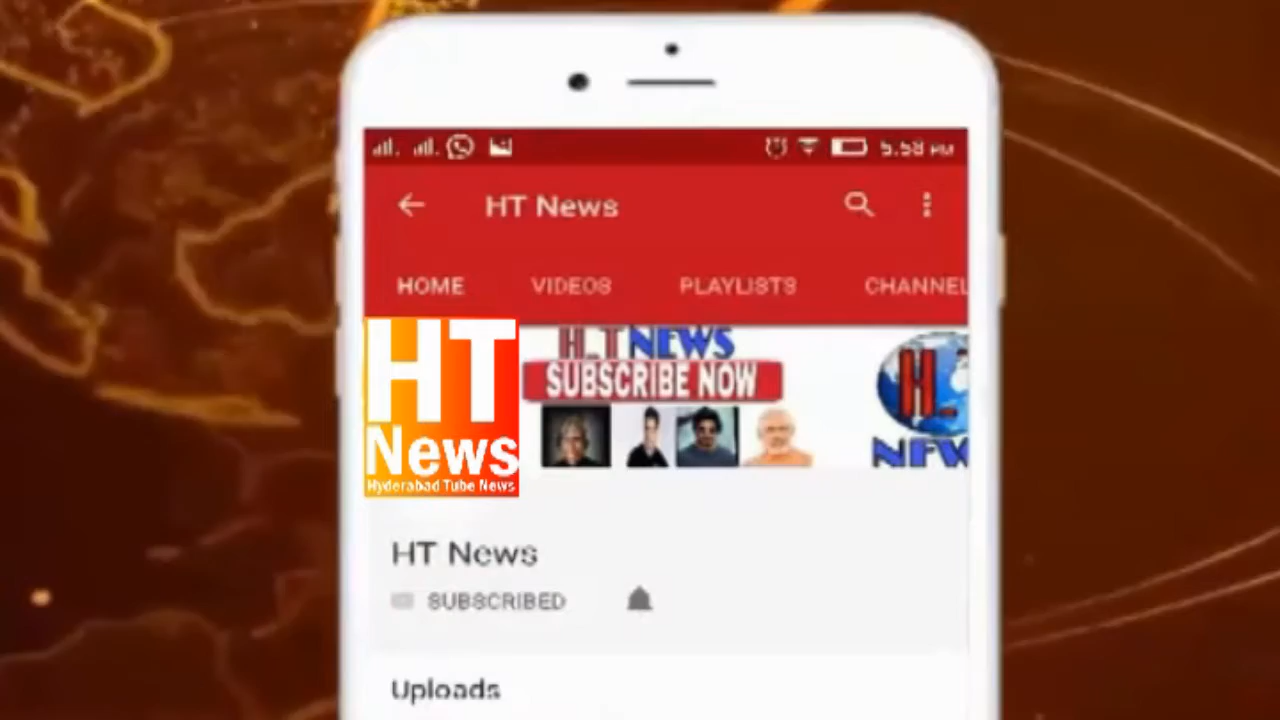 5.58 PM
HT News
HOME VIDEOS PLAYLISTS CHANNEL
HT
News
Hyderabad Tube News
H.T NEWS
SUBSCRIBE NOW
HT News
SUBSCRIBED
Uploads